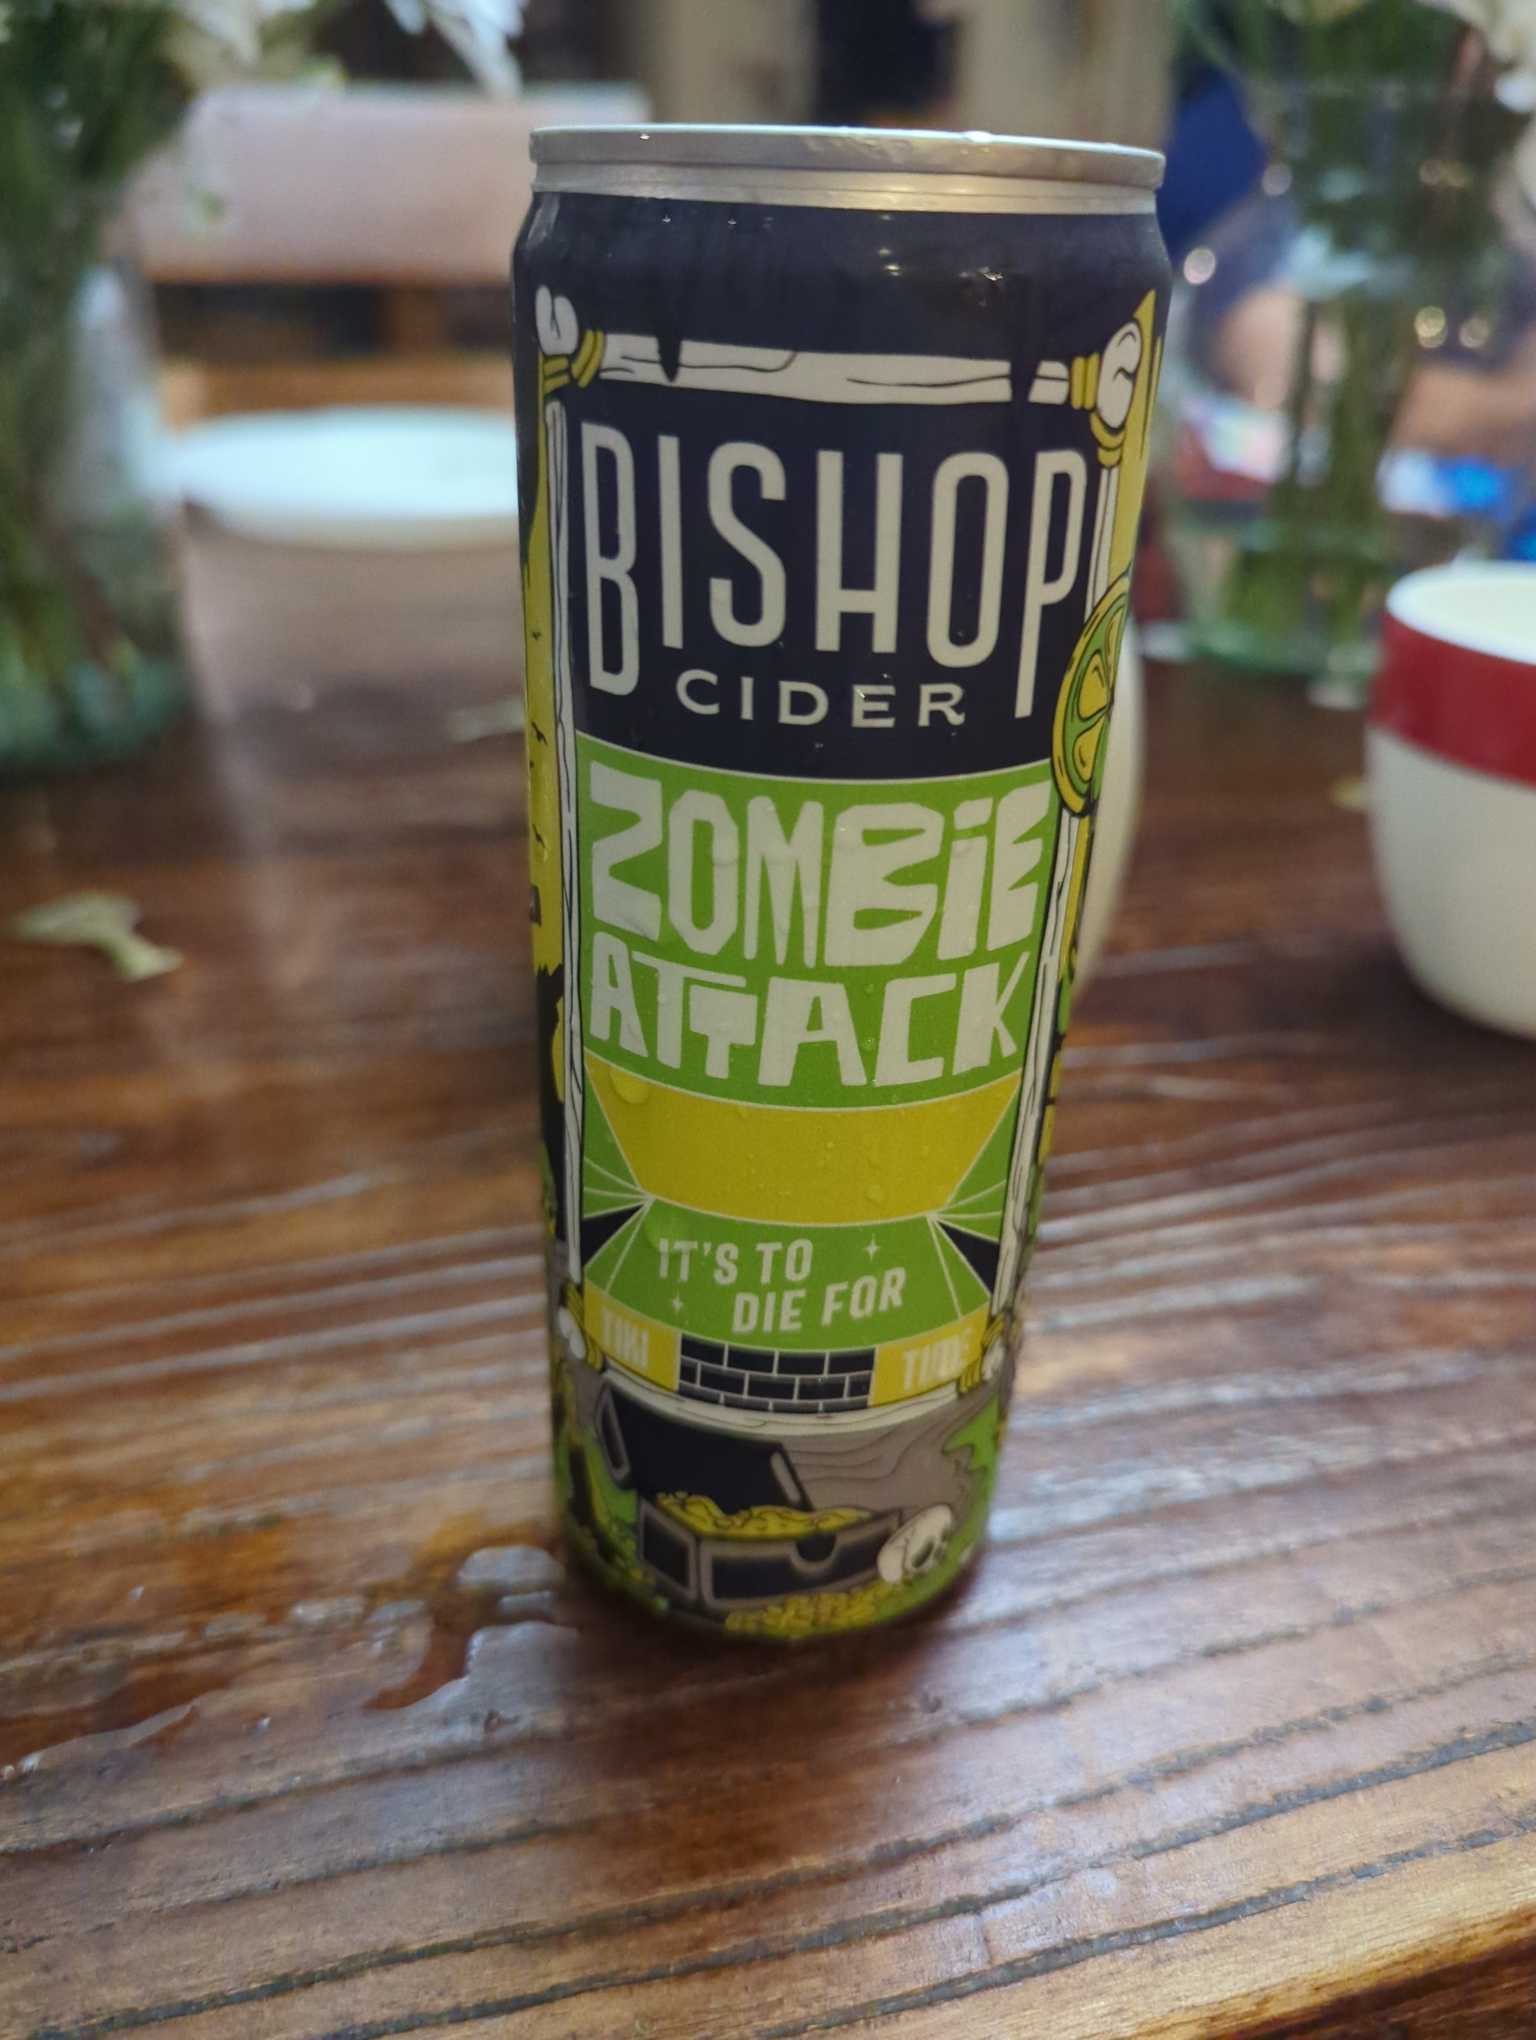 BISHOP
CIDER
ZOMBiE
ATTACK
IT'S TO
DIE FOR
TIKI